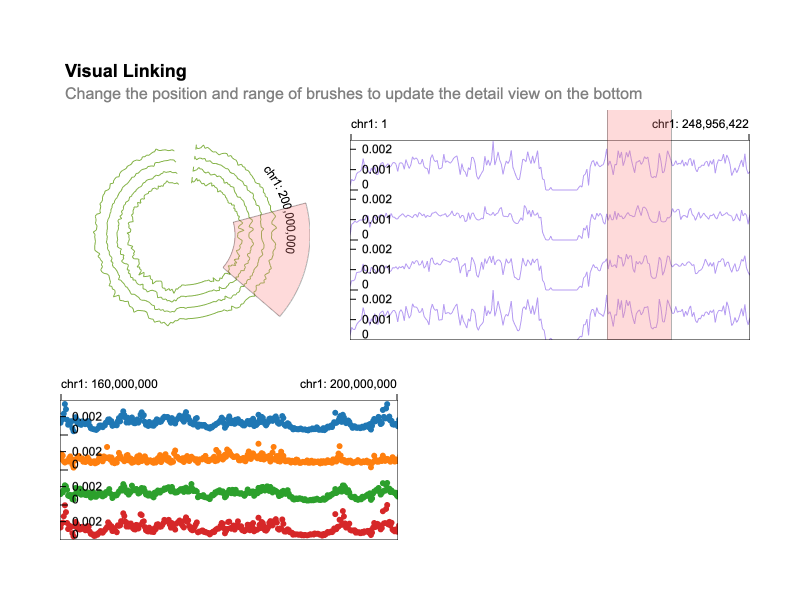 Visual Linking
Change the position and range of brushes to update the detail view on the bottom
chr1: 200,000,000
chr1: 1
chr1: 248,956,422
0.002
0.001
0
0.002
0.001
0
0.002
0.001
0
0.002
0.001
0
chr1: 160,000,000
chr1: 200,000,000
0.002
0
0.002
0
0.002
0
0.002
0